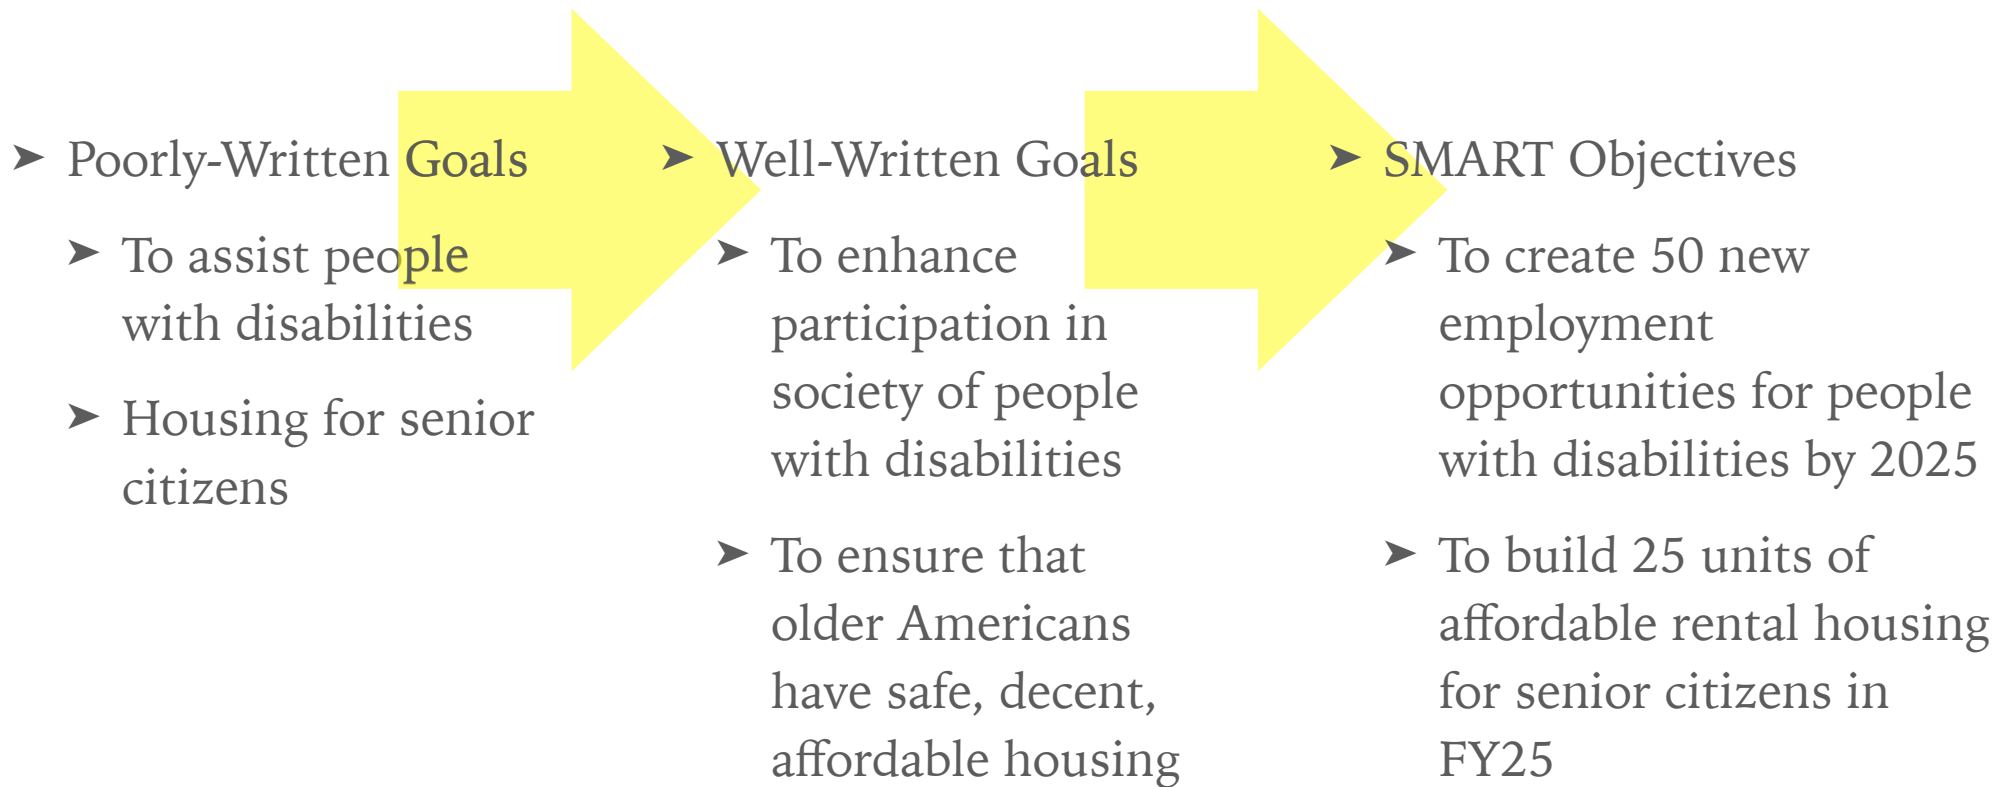 ➤ Poorly-Written Goals
➤ To assist people
with disabilities
➤ Housing for senior
citizens
➤ Well-Written Goals
➤ To enhance
participation in
society of people
with disabilities
➤ To ensure that
older Americans
have safe, decent,
affordable housing
➤ SMART Objectives
➤ To create 50 new
employment
opportunities for people
with disabilities by 2025
➤ To build 25 units of
affordable rental housing
for senior citizens in
FY25